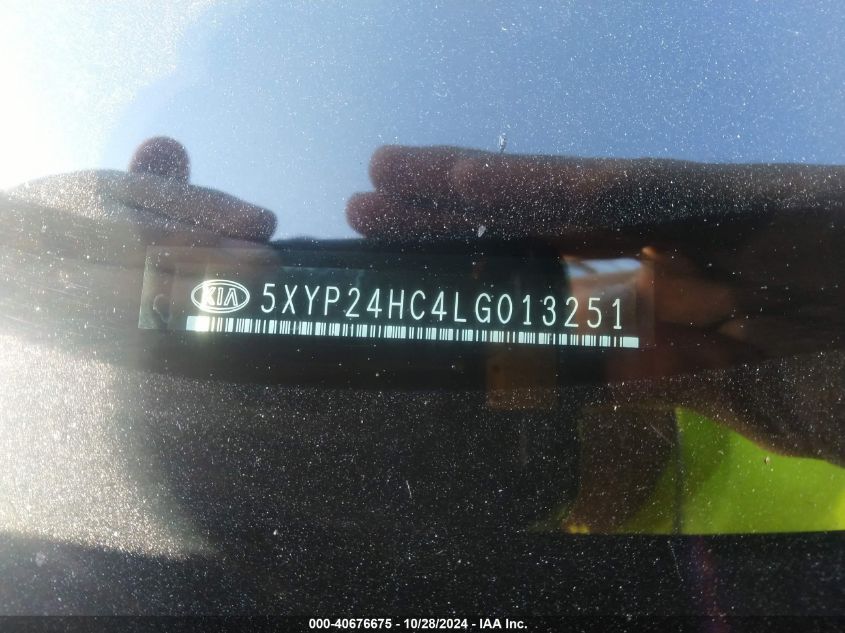 KIA 5XYP24HC4LG013251
000-40676675 - 10/28/2024 - IAA Inc.